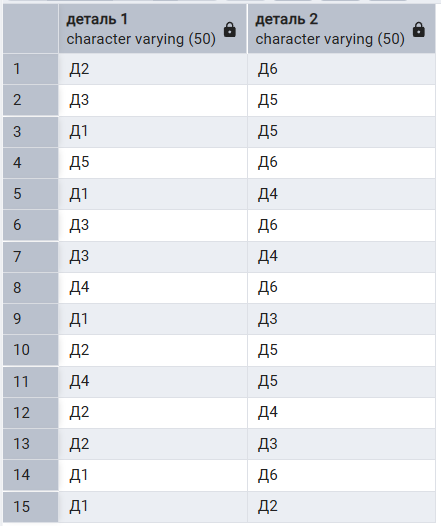 деталь 1 деталь 2
character varying (50) character varying (50)
1 Д2 Д6
2 Д3 Д5
3 Д1 Д5
4 Д5 Д6
5 Д1 Д4
6 Д3 Д6
7 Д3 Д4
8 Д4 Д6
9 Д1 Д3
10 Д2 Д5
11 Д4 Д5
12 Д2 Д4
13 Д2 Д3
14 Д1 Д6
15 Д1 Д2